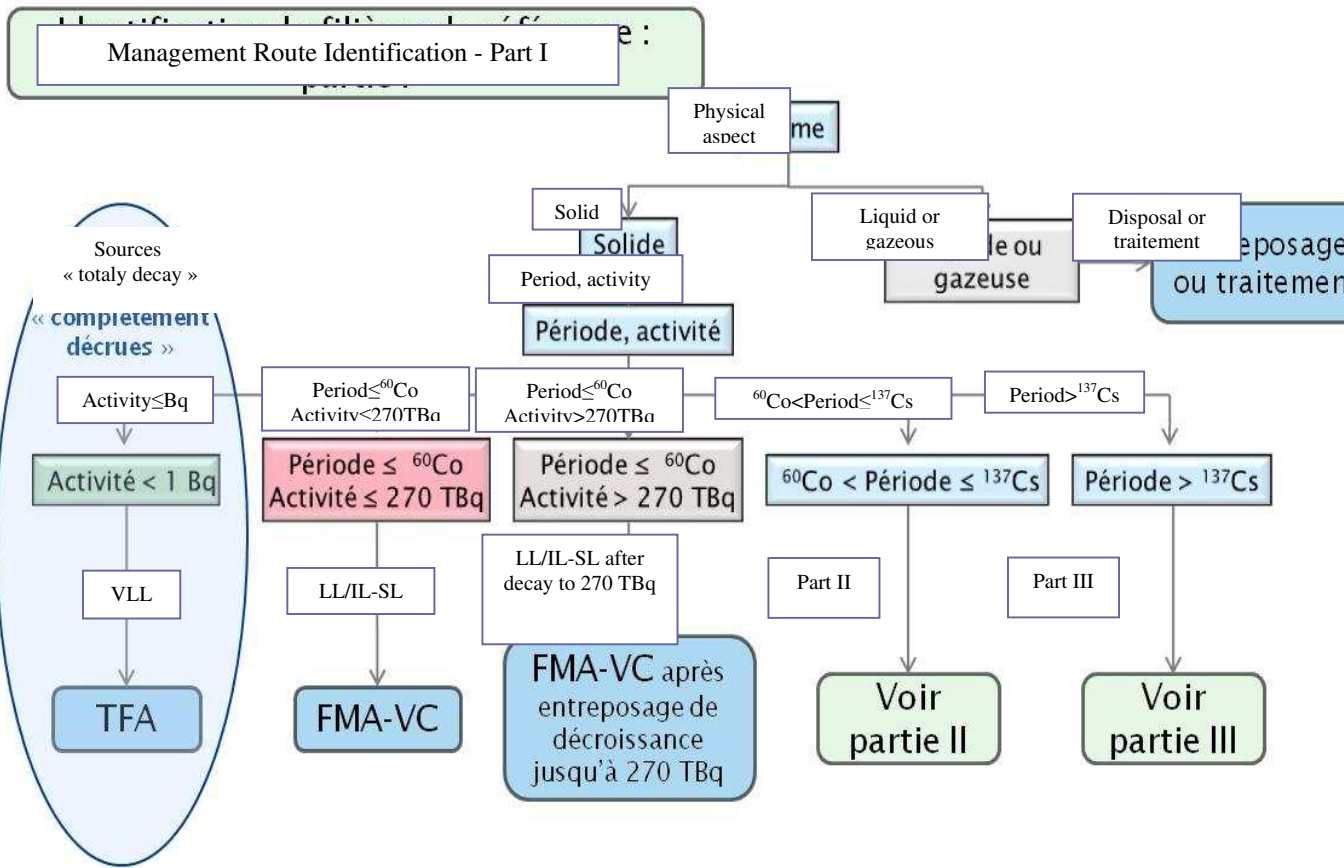 Management Route Identification - Part I
Physical
aspect
Solid
Solide
Liquid or
gazeous
gazeuse
Disposal or
traitement
ou traitemen
Sources
« totaly decay »
« complètement
décrues »
Period, activity
Période, activité
Activity≤Bq
Period≤⁶⁰Co
Activity≤270TBq
Period≤⁶⁰Co
Activity>270TBq
⁶⁰Co<Period≤¹³⁷Cs
Period>¹³⁷Cs
Activité < 1 Bq
Période ≤ ⁶⁰Co
Activité ≤ 270 TBq
Période ≤ ⁶⁰Co
Activité > 270 TBq
⁶⁰Co < Période ≤ ¹³⁷Cs
Période > ¹³⁷Cs
VLL
LL/IL-SL
LL/IL-SL after
decay to 270 TBq
Part II
Part III
TFA
FMA-VC
FMA-VC après
entreposage de
décroissance
jusqu'à 270 TBq
Voir
partie II
Voir
partie III